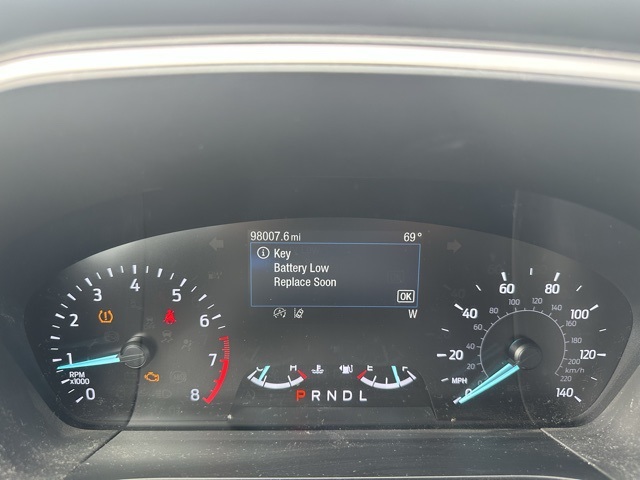 98007.6 mi 69°
Key
Battery Low
Replace Soon
OK
W
0 1 2 3 4 5 6 7 8
RPM
x1000
H E F
PRNDL
0 20 40 60 80 100 120 140
MPH
20 40 60 80 100 120 140 160 200 220
km/h